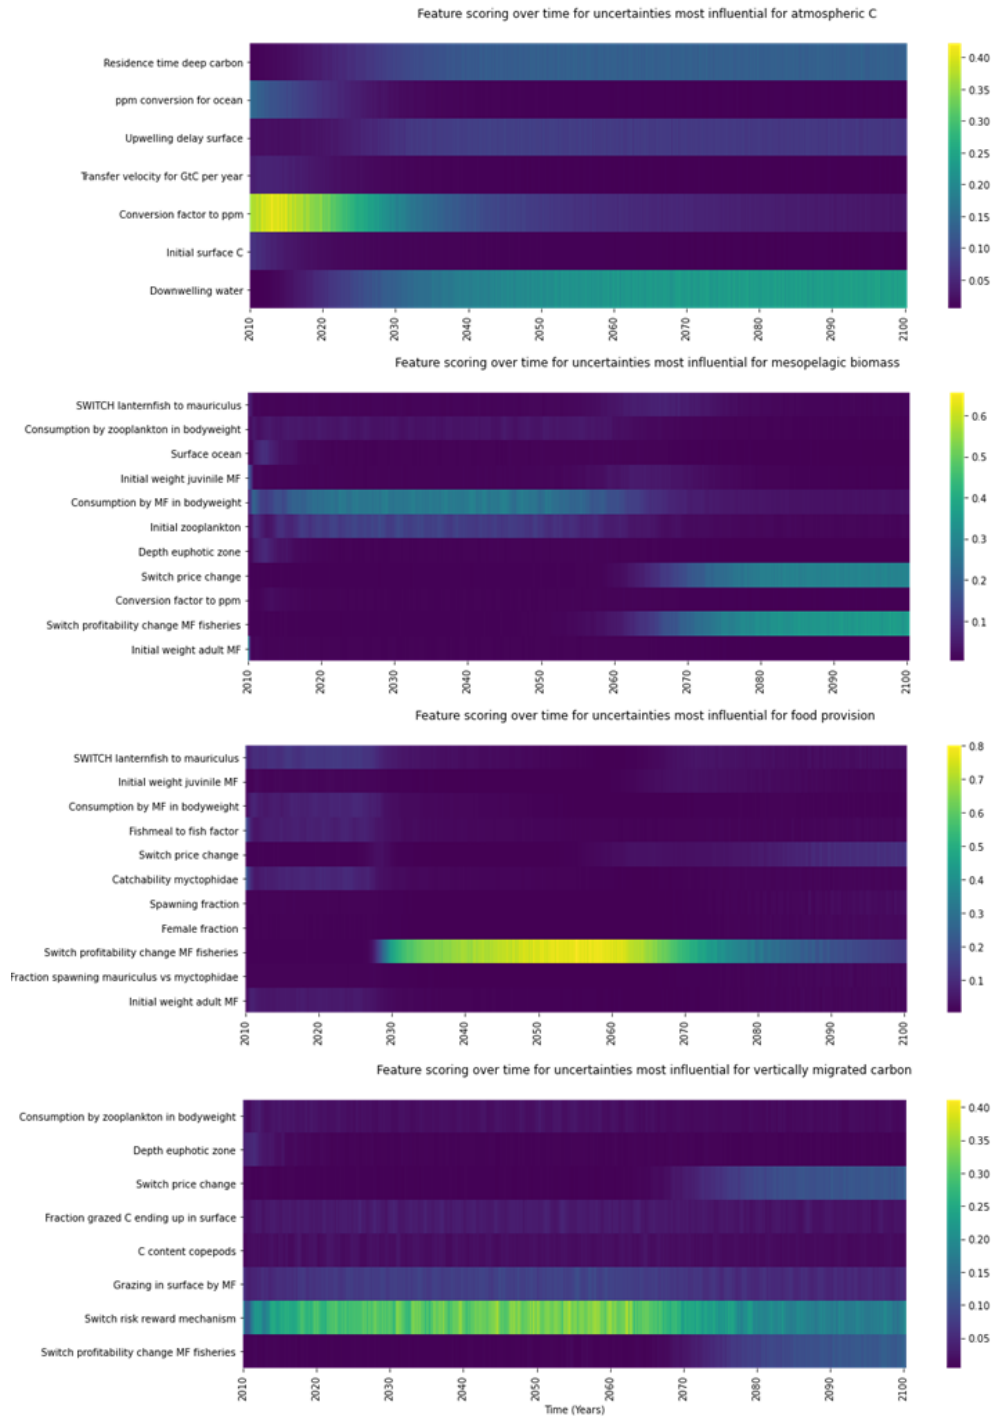 Feature scoring over time for uncertainties most influential for atmospheric C
Residence time deep carbon
ppm conversion for ocean
Upwelling delay surface
Transfer velocity for GtC per year
Conversion factor to ppm
Initial surface C
Downwelling water
0.40
0.35
0.30
0.25
0.20
0.15
0.10
0.05
2010
2020
2030
2040
2050
2060
2070
2080
2090
2100
Feature scoring over time for uncertainties most influential for mesopelagic biomass
SWITCH lanternfish to mauriculus
Consumption by zooplankton in bodyweight
Surface ocean
Initial weight juvinile MF
Consumption by MF in bodyweight
Initial zooplankton
Depth euphotic zone
Switch price change
Conversion factor to ppm
Switch profitability change MF fisheries
Initial weight adult MF
0.6
0.5
0.4
0.3
0.2
0.1
2010
2020
2030
2040
2050
2060
2070
2080
2090
2100
Feature scoring over time for uncertainties most influential for food provision
SWITCH lanternfish to mauriculus
Initial weight juvinile MF
Consumption by MF in bodyweight
Fishmeal to fish factor
Switch price change
Catchability myctophidae
Spawning fraction
Female fraction
Switch profitability change MF fisheries
Fraction spawning mauriculus vs myctophidae
Initial weight adult MF
0.8
0.7
0.6
0.5
0.4
0.3
0.2
0.1
2010
2020
2030
2040
2050
2060
2070
2080
2090
2100
Feature scoring over time for uncertainties most influential for vertically migrated carbon
Consumption by zooplankton in bodyweight
Depth euphotic zone
Switch price change
Fraction grazed C ending up in surface
C content copepods
Grazing in surface by MF
Switch risk reward mechanism
Switch profitability change MF fisheries
0.40
0.35
0.30
0.25
0.20
0.15
0.10
0.05
2010
2020
2030
2040
2050
2060
2070
2080
2090
2100
Time (Years)